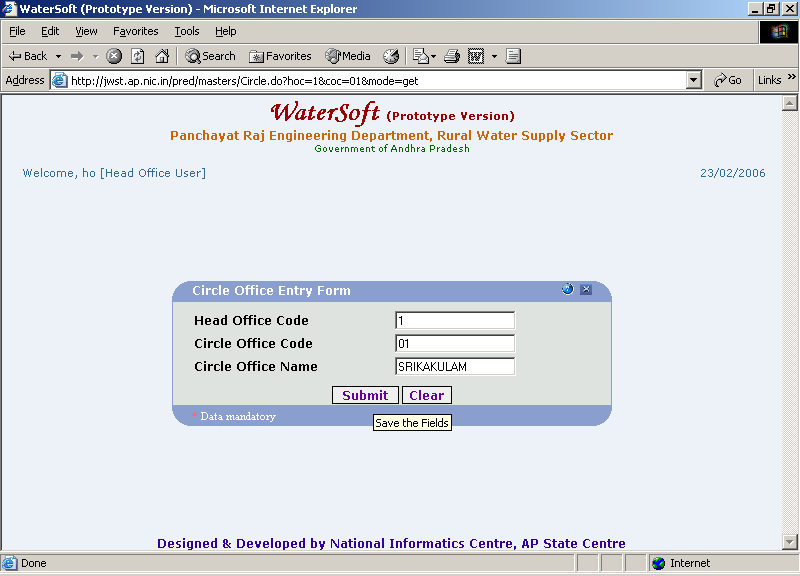 WaterSoft (Prototype Version) - Microsoft Internet Explorer
File Edit View Favorites Tools Help
Back Search Favorites Media
Address http://jwst.ap.nic.in/pred/masters/Circle.do?hoc=1&coc=01&mode=get Go Links »
WaterSoft (Prototype Version)
Panchayat Raj Engineering Department, Rural Water Supply Sector
Government of Andhra Pradesh
Welcome, ho [Head Office User] 23/02/2006
Circle Office Entry Form
Head Office Code 1
Circle Office Code 01
Circle Office Name SRIKAKULAM
Submit Clear
* Data mandatory
Save the Fields
Designed & Developed by National Informatics Centre, AP State Centre
Done Internet